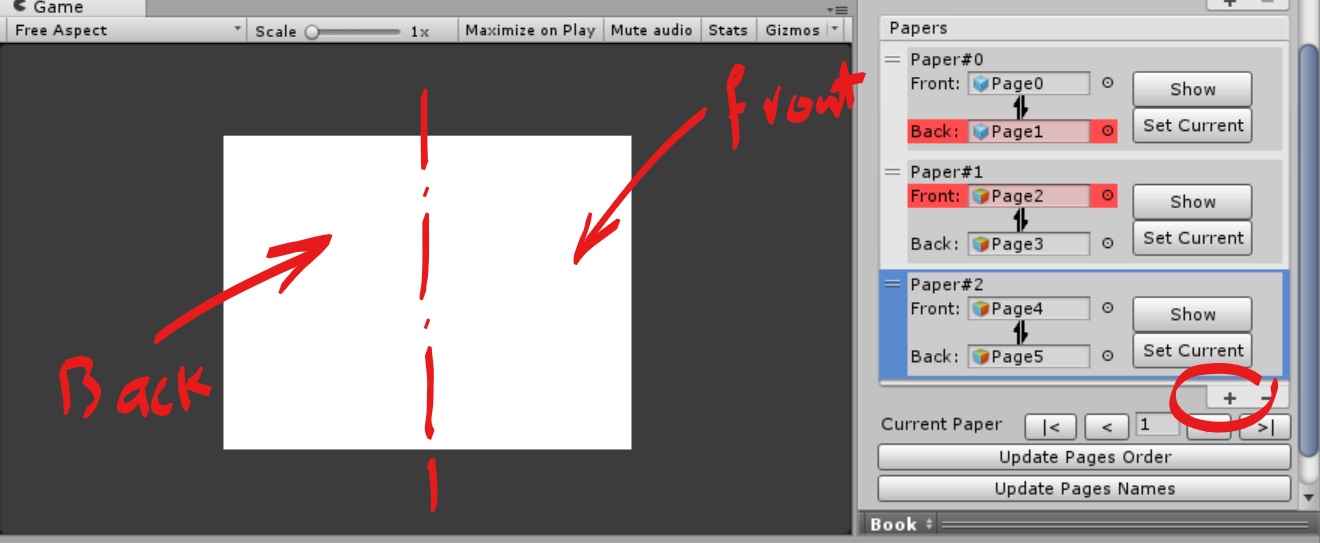 Game
Free Aspect
Scale 1x Maximize on Play Mute audio Stats Gizmos
Back
front
+ −
Papers
Paper#0
Front: Page0
Show
Back: Page1
Set Current
Paper#1
Front: Page2
Show
Back: Page3
Set Current
Paper#2
Front: Page4
Show
Back: Page5
Set Current
+ −
Current Paper |< < 1 >|
Update Pages Order
Update Pages Names
Book